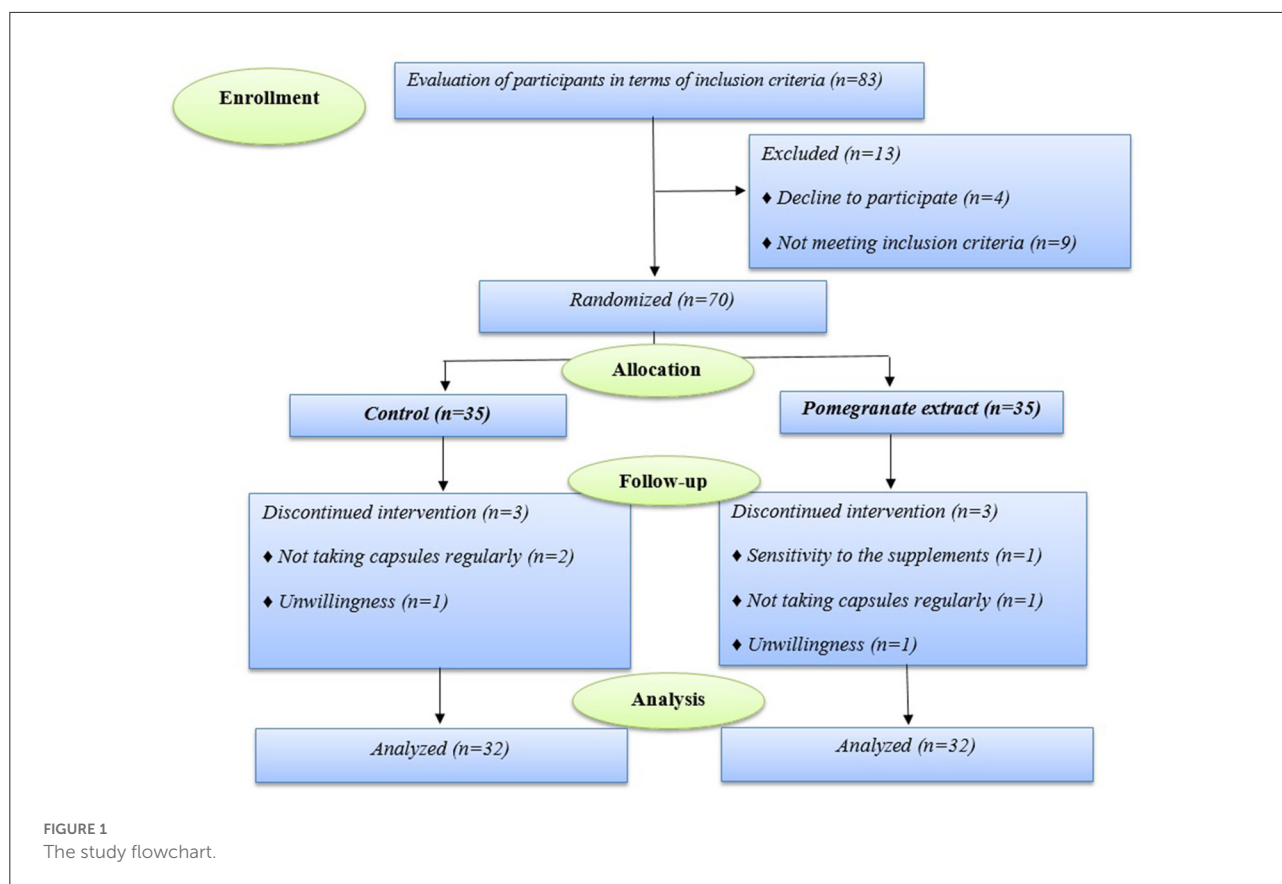 Enrollment
Evaluation of participants in terms of inclusion criteria (n=83)
Excluded (n=13)
♦ Decline to participate (n=4)
♦ Not meeting inclusion criteria (n=9)
Randomized (n=70)
Allocation
Control (n=35)
Pomegranate extract (n=35)
Follow-up
Discontinued intervention (n=3)
♦ Not taking capsules regularly (n=2)
♦ Unwillingness (n=1)
Discontinued intervention (n=3)
♦ Sensitivity to the supplements (n=1)
♦ Not taking capsules regularly (n=1)
♦ Unwillingness (n=1)
Analysis
Analyzed (n=32)
Analyzed (n=32)
FIGURE 1
The study flowchart.